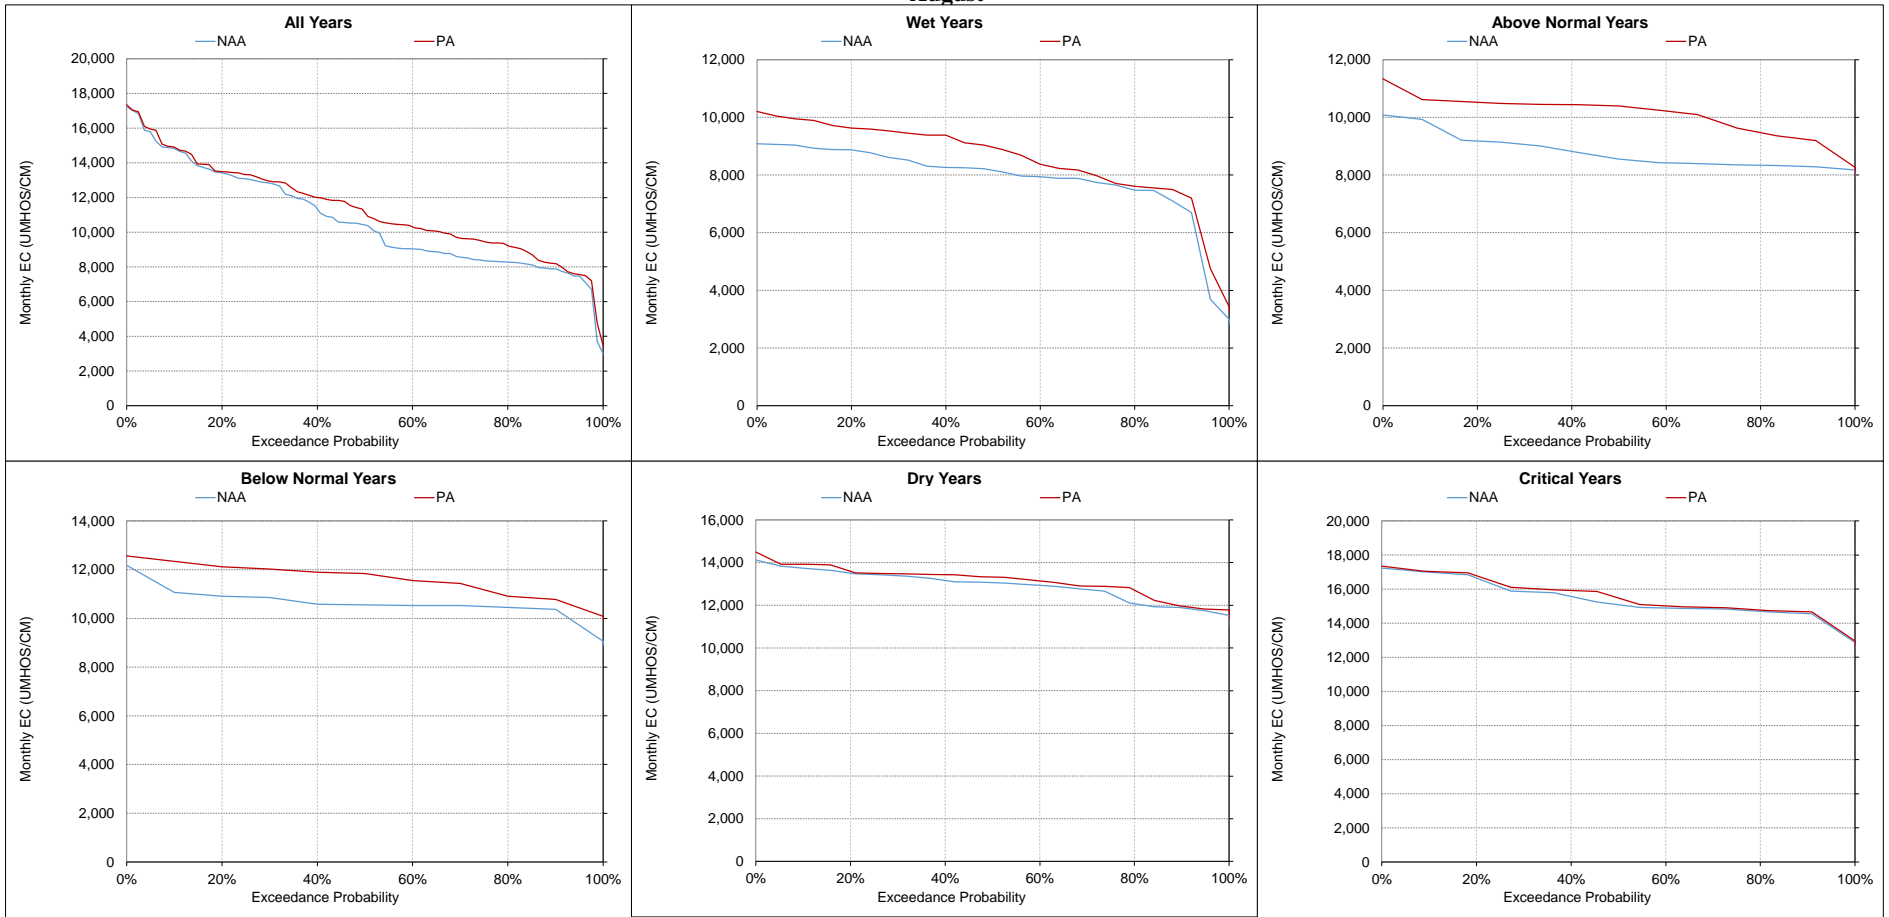 August
All Years
NAA
PA
20,000
18,000
16,000
14,000
12,000
10,000
8,000
6,000
4,000
2,000
0
0%
20%
40%
60%
80%
100%
Monthly EC (UMHOS/CM)
Exceedance Probability
Wet Years
NAA
PA
12,000
10,000
8,000
6,000
4,000
2,000
0
0%
20%
40%
60%
80%
100%
Monthly EC (UMHOS/CM)
Exceedance Probability
Above Normal Years
NAA
PA
12,000
10,000
8,000
6,000
4,000
2,000
0
0%
20%
40%
60%
80%
100%
Monthly EC (UMHOS/CM)
Exceedance Probability
Below Normal Years
NAA
PA
14,000
12,000
10,000
8,000
6,000
4,000
2,000
0
0%
20%
40%
60%
80%
100%
Monthly EC (UMHOS/CM)
Exceedance Probability
Dry Years
NAA
PA
16,000
14,000
12,000
10,000
8,000
6,000
4,000
2,000
0
0%
20%
40%
60%
80%
100%
Monthly EC (UMHOS/CM)
Exceedance Probability
Critical Years
NAA
PA
20,000
18,000
16,000
14,000
12,000
10,000
8,000
6,000
4,000
2,000
0
0%
20%
40%
60%
80%
100%
Monthly EC (UMHOS/CM)
Exceedance Probability